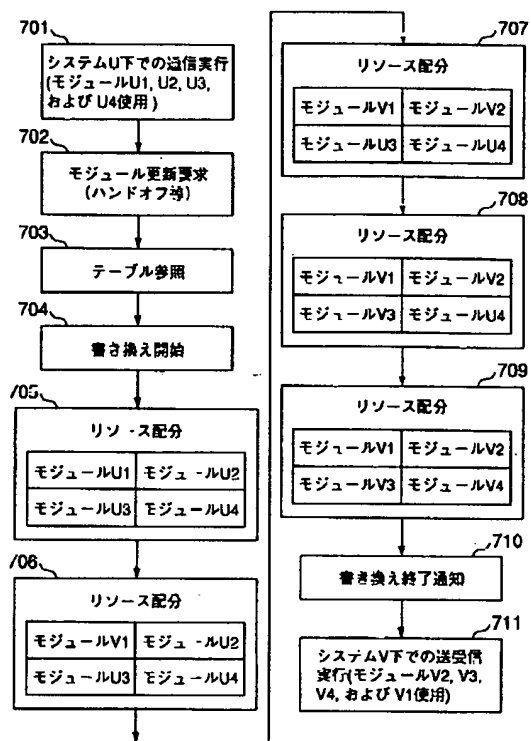 701
システムU下での通信実行
(モジュールU1, U2, U3,
および U4使用)
702
モジュール更新要求
(ハンドオフ等)
703
テーブル参照
704
書き換え開始
705
リソース配分
モジュールU1 モジュールU2
モジュールU3 モジュールU4
706
リソース配分
モジュールV1 モジュールU2
モジュールU3 モジュールU4
707
リソース配分
モジュールV1 モジュールV2
モジュールU3 モジュールU4
708
リソース配分
モジュールV1 モジュールV2
モジュールV3 モジュールU4
709
リソース配分
モジュールV1 モジュールV2
モジュールV3 モジュールV4
710
書き換え終了通知
711
システムV下での送受信
実行(モジュールV2, V3,
V4, および V1使用)